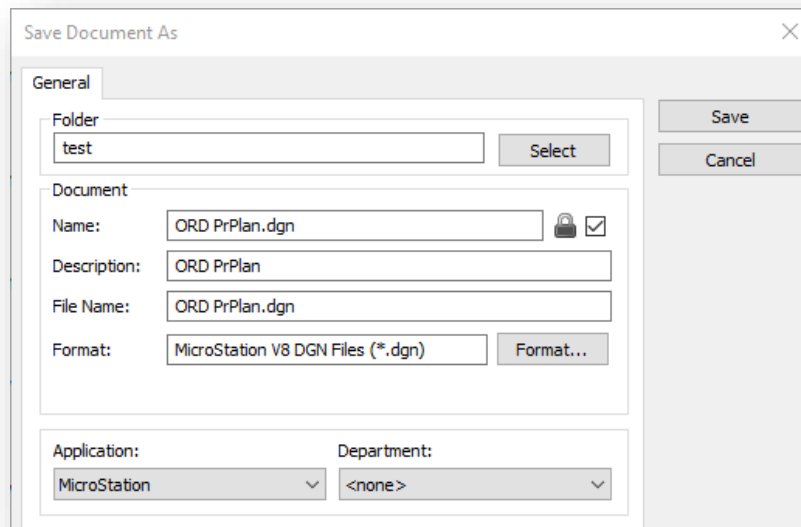 Save Document As
General
Folder
test
Select
Save
Cancel
Document
Name:
ORD PrPlan.dgn
Description:
ORD PrPlan
File Name:
ORD PrPlan.dgn
Format:
MicroStation V8 DGN Files (*.dgn)
Format...
Application:
Department:
MicroStation
<none>